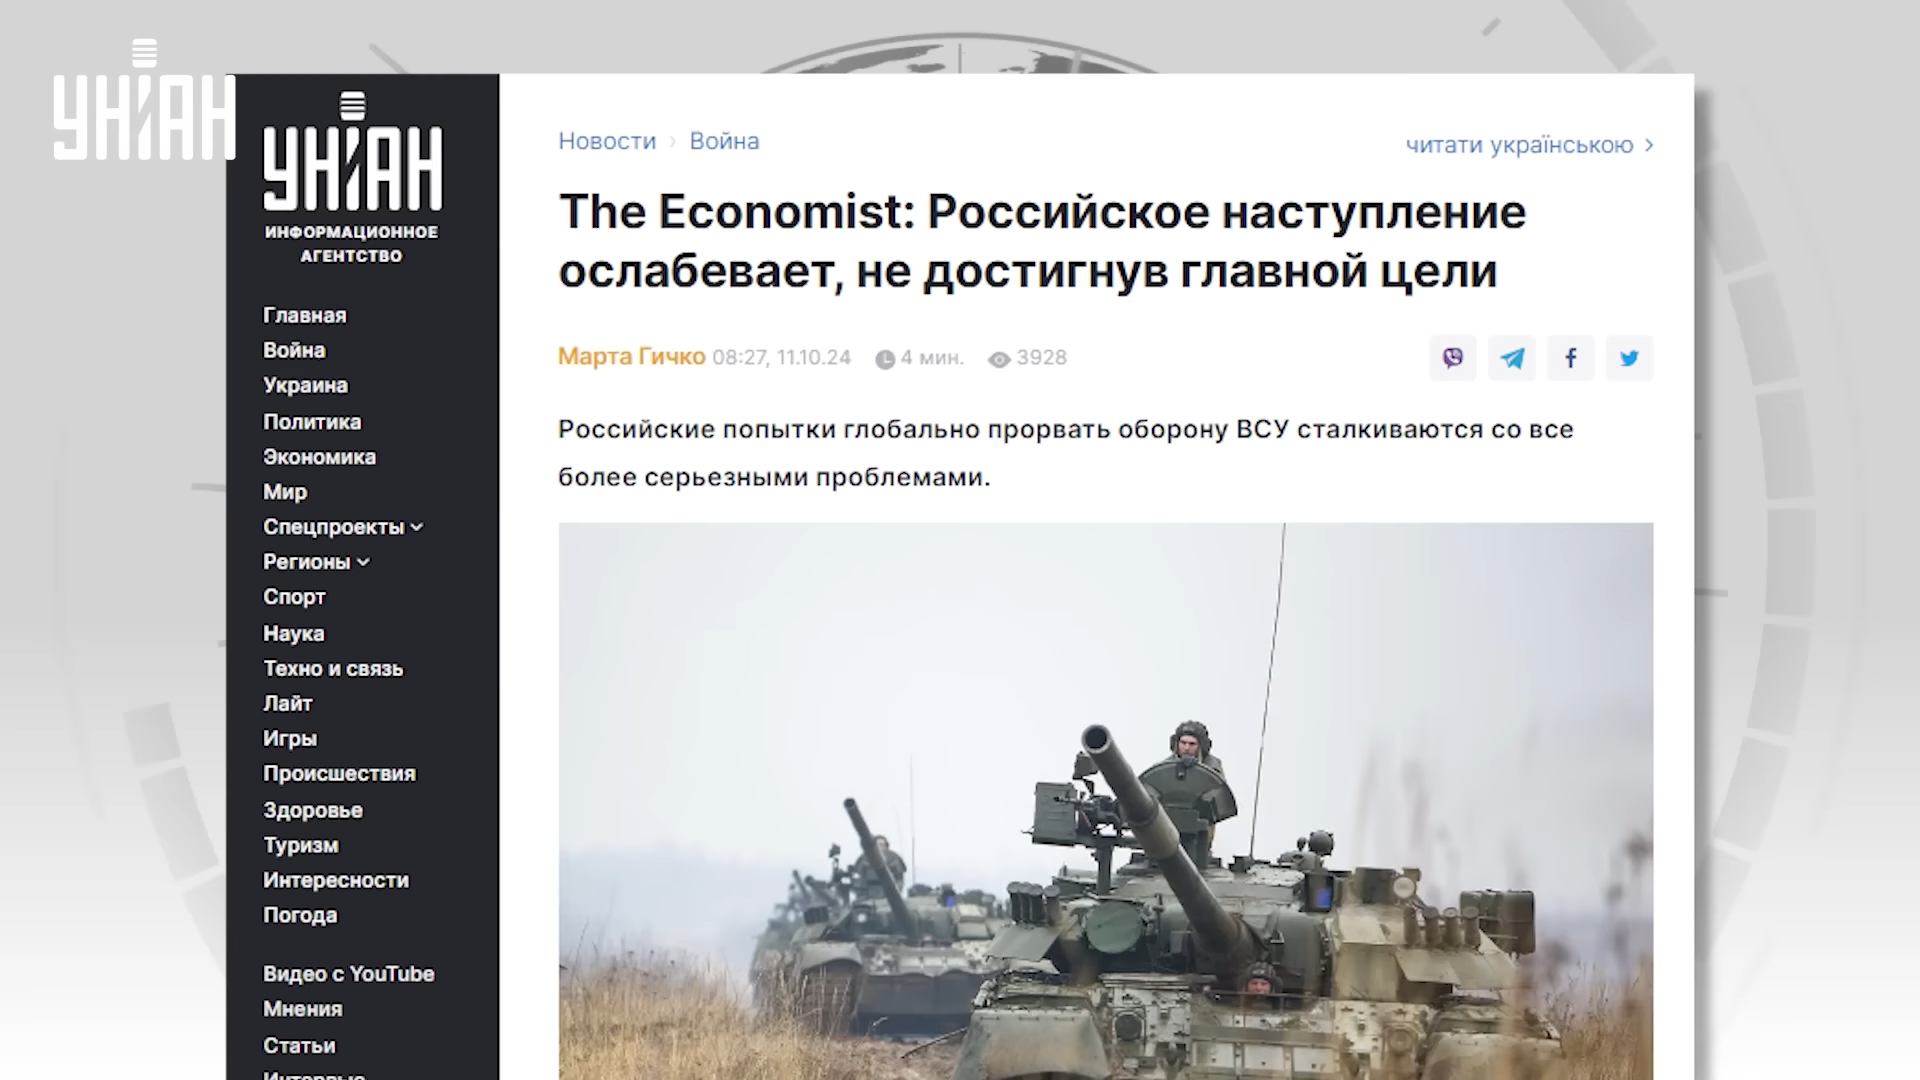 УНІАН
УНІАН
ИНФОРМАЦИОННОЕ
АГЕНТСТВО
Главная
Война
Украина
Политика
Экономика
Мир
Спецпроекты
Регионы
Спорт
Наука
Техно и связь
Лайт
Игры
Происшествия
Здоровье
Туризм
Интересности
Погода
Видео с YouTube
Мнения
Статьи
Интервью
Новости › Война
читати українською >
The Economist: Российское наступление
ослабевает, не достигнув главной цели
Марта Гичко 08:27, 11.10.24 4 мин. 3928
Российские попытки глобально прорвать оборону ВСУ сталкиваются со все
более серьезными проблемами.